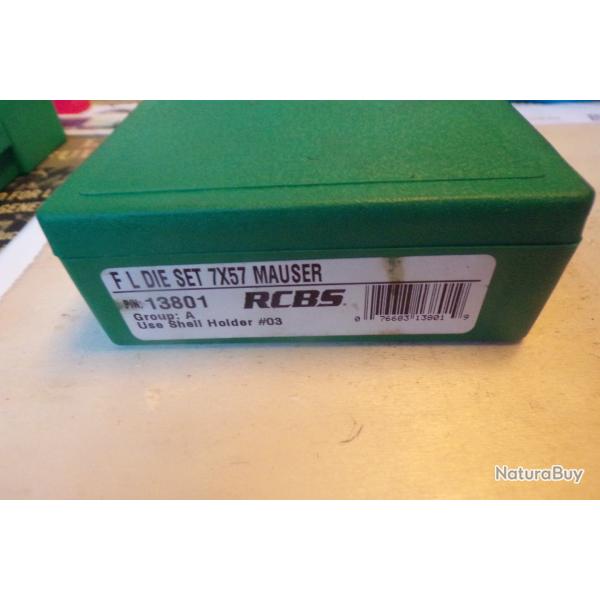 F L DIE SET 7X57 MAUSER
P/N: 13801 RCBS
Group: A
Use Shell Holder #03
0 76683 13801 9
NaturaBuy